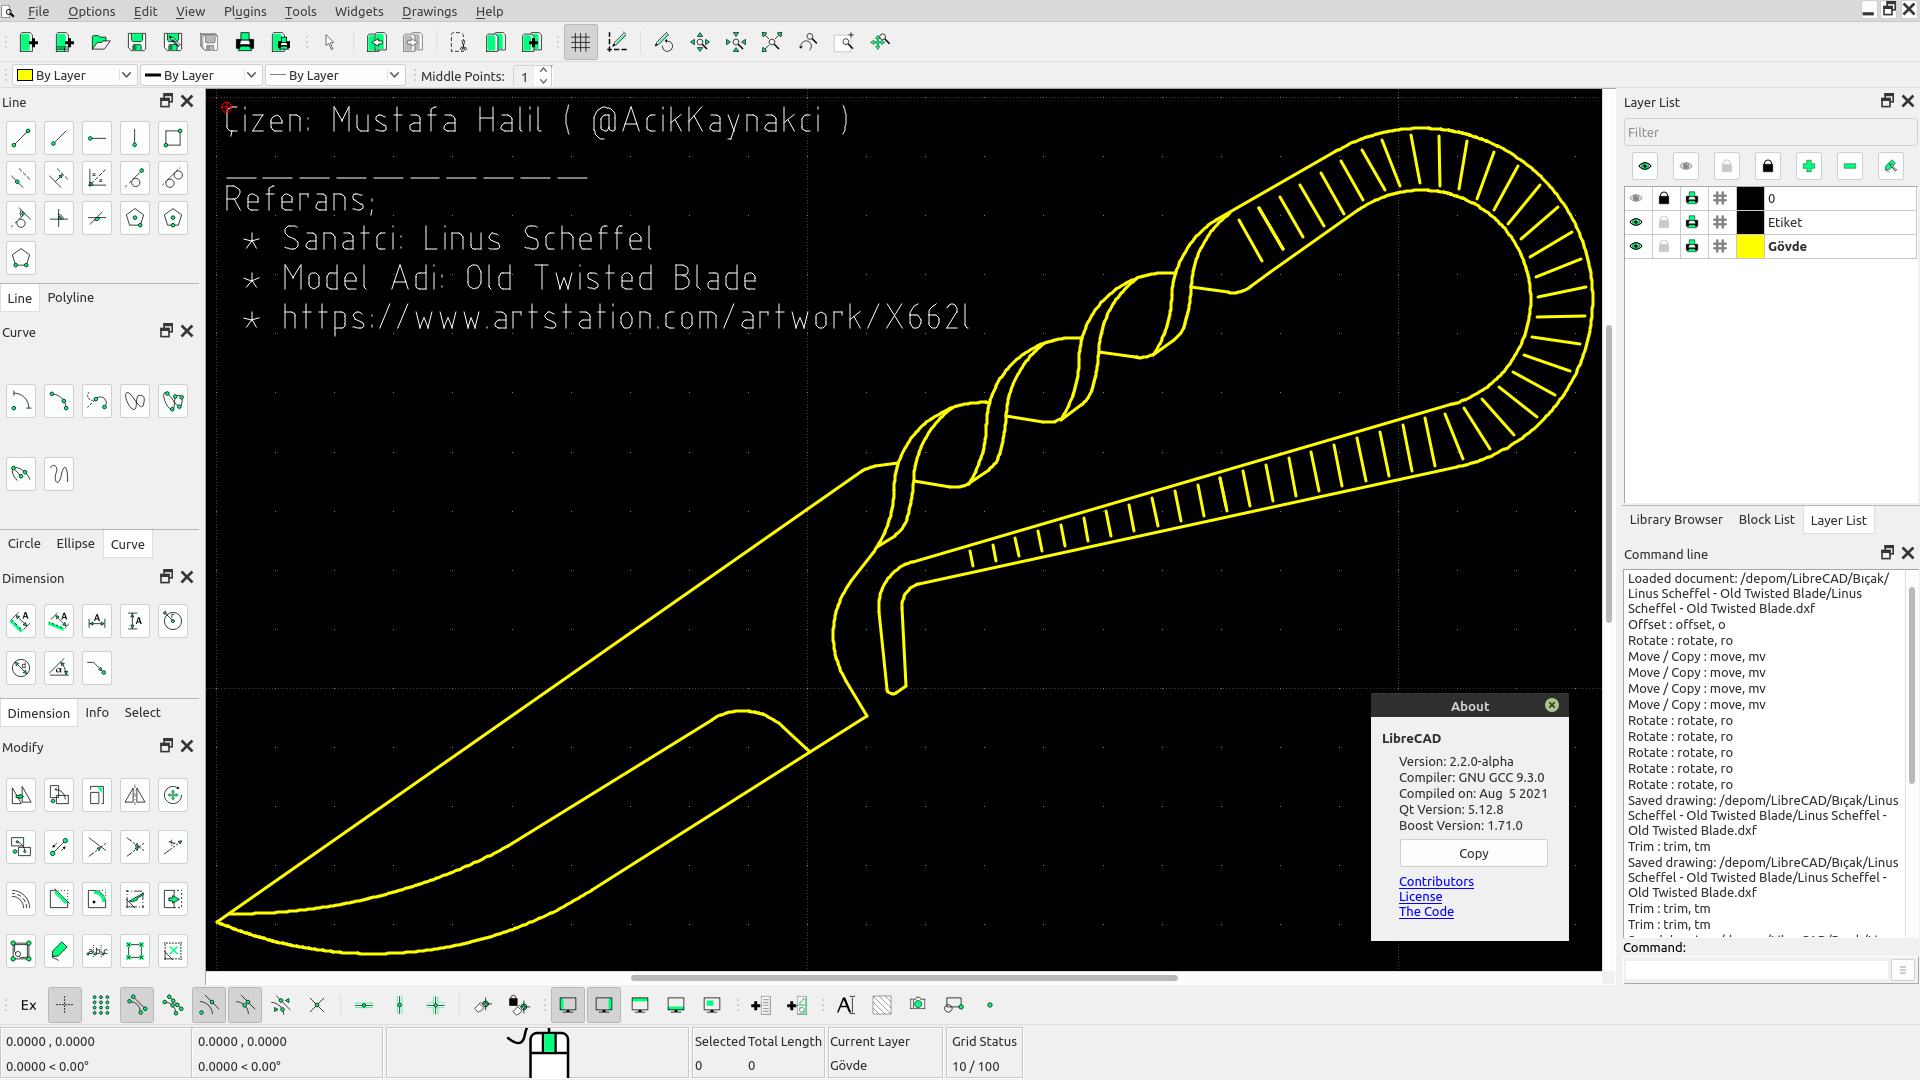 File Options Edit View Plugins Tools Widgets Drawings Help
By Layer By Layer By Layer Middle Points: 1
Line
Line Polyline
Curve
Circle Ellipse Curve
Dimension
Dimension Info Select
Modify
Çizen: Mustafa Halil ( @AcikKaynakci )
__________
Referans;
* Sanatci: Linus Scheffel
* Model Adi: Old Twisted Blade
* https://www.artstation.com/artwork/X662l
About
LibreCAD
Version: 2.2.0-alpha
Compiler: GNU GCC 9.3.0
Compiled on: Aug 5 2021
Qt Version: 5.12.8
Boost Version: 1.71.0
Copy
Contributors
License
The Code
Layer List
Filter
0
Etiket
Gövde
Library Browser Block List Layer List
Command line
Loaded document: /depom/LibreCAD/Bıçak/
Linus Scheffel - Old Twisted Blade/Linus
Scheffel - Old Twisted Blade.dxf
Offset : offset, o
Rotate : rotate, ro
Move / Copy : move, mv
Move / Copy : move, mv
Move / Copy : move, mv
Move / Copy : move, mv
Rotate : rotate, ro
Rotate : rotate, ro
Rotate : rotate, ro
Rotate : rotate, ro
Rotate : rotate, ro
Saved drawing: /depom/LibreCAD/Bıçak/Linus
Scheffel - Old Twisted Blade/Linus Scheffel -
Old Twisted Blade.dxf
Trim : trim, tm
Saved drawing: /depom/LibreCAD/Bıçak/Linus
Scheffel - Old Twisted Blade/Linus Scheffel -
Old Twisted Blade.dxf
Trim : trim, tm
Trim : trim, tm
Command:
Ex
0.0000 , 0.0000 0.0000 , 0.0000 Selected Total Length Current Layer Grid Status
0.0000 < 0.00° 0.0000 < 0.00° 0 0 Gövde 10 / 100